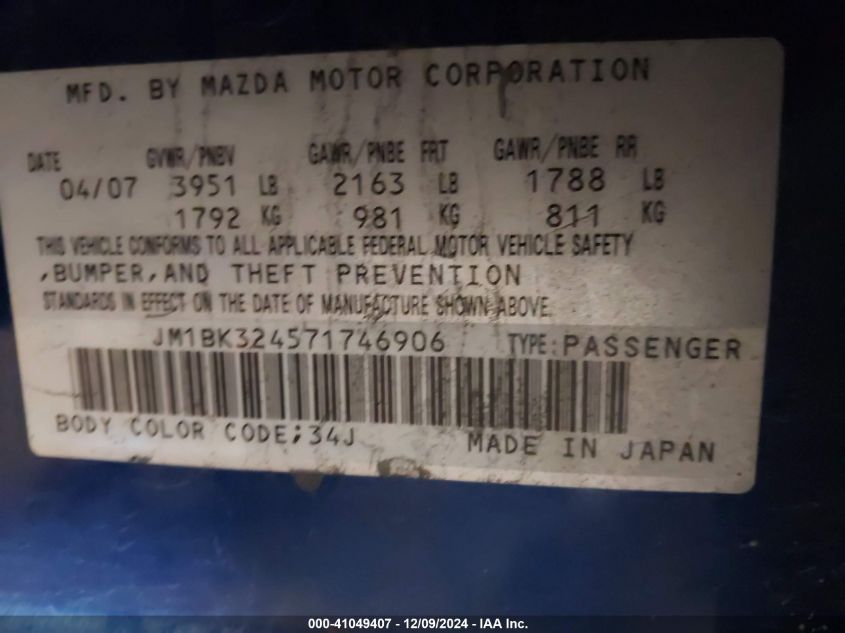 MFD. BY MAZDA MOTOR CORPORATION
DATE GVWR/PNBV GAWR/PNBE FRT GAWR/PNBE RR
04/07 3951 LB 2163 LB 1788 LB
1792 KG 981 KG 811 KG
THIS VEHICLE CONFORMS TO ALL APPLICABLE FEDERAL MOTOR VEHICLE SAFETY
,BUMPER,AND THEFT PREVENTION
STANDARDS IN EFFECT ON THE DATE OF MANUFACTURE SHOWN ABOVE.
JM1BK324571746906 TYPE:PASSENGER
BODY COLOR CODE;34J MADE IN JAPAN
000-41049407 - 12/09/2024 - IAA Inc.